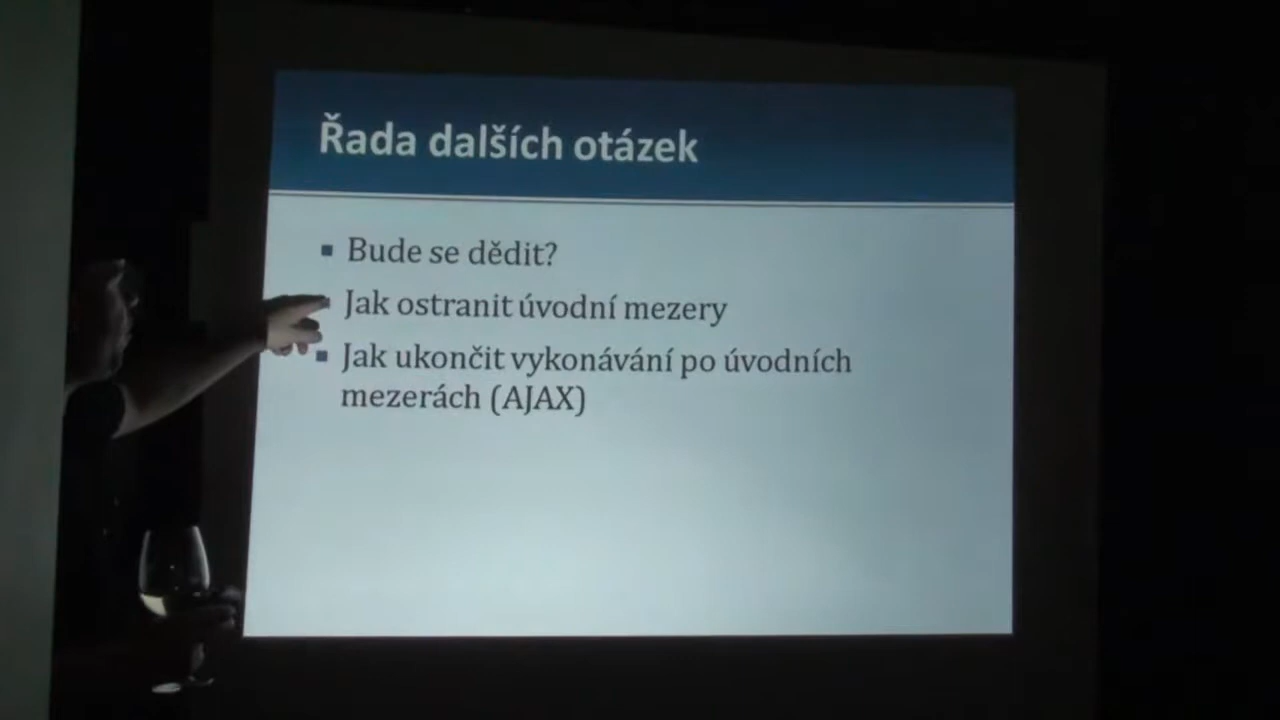 Řada dalších otázek
Bude se dědit?
Jak ostranit úvodní mezery
Jak ukončit vykonávání po úvodních
mezerách (AJAX)